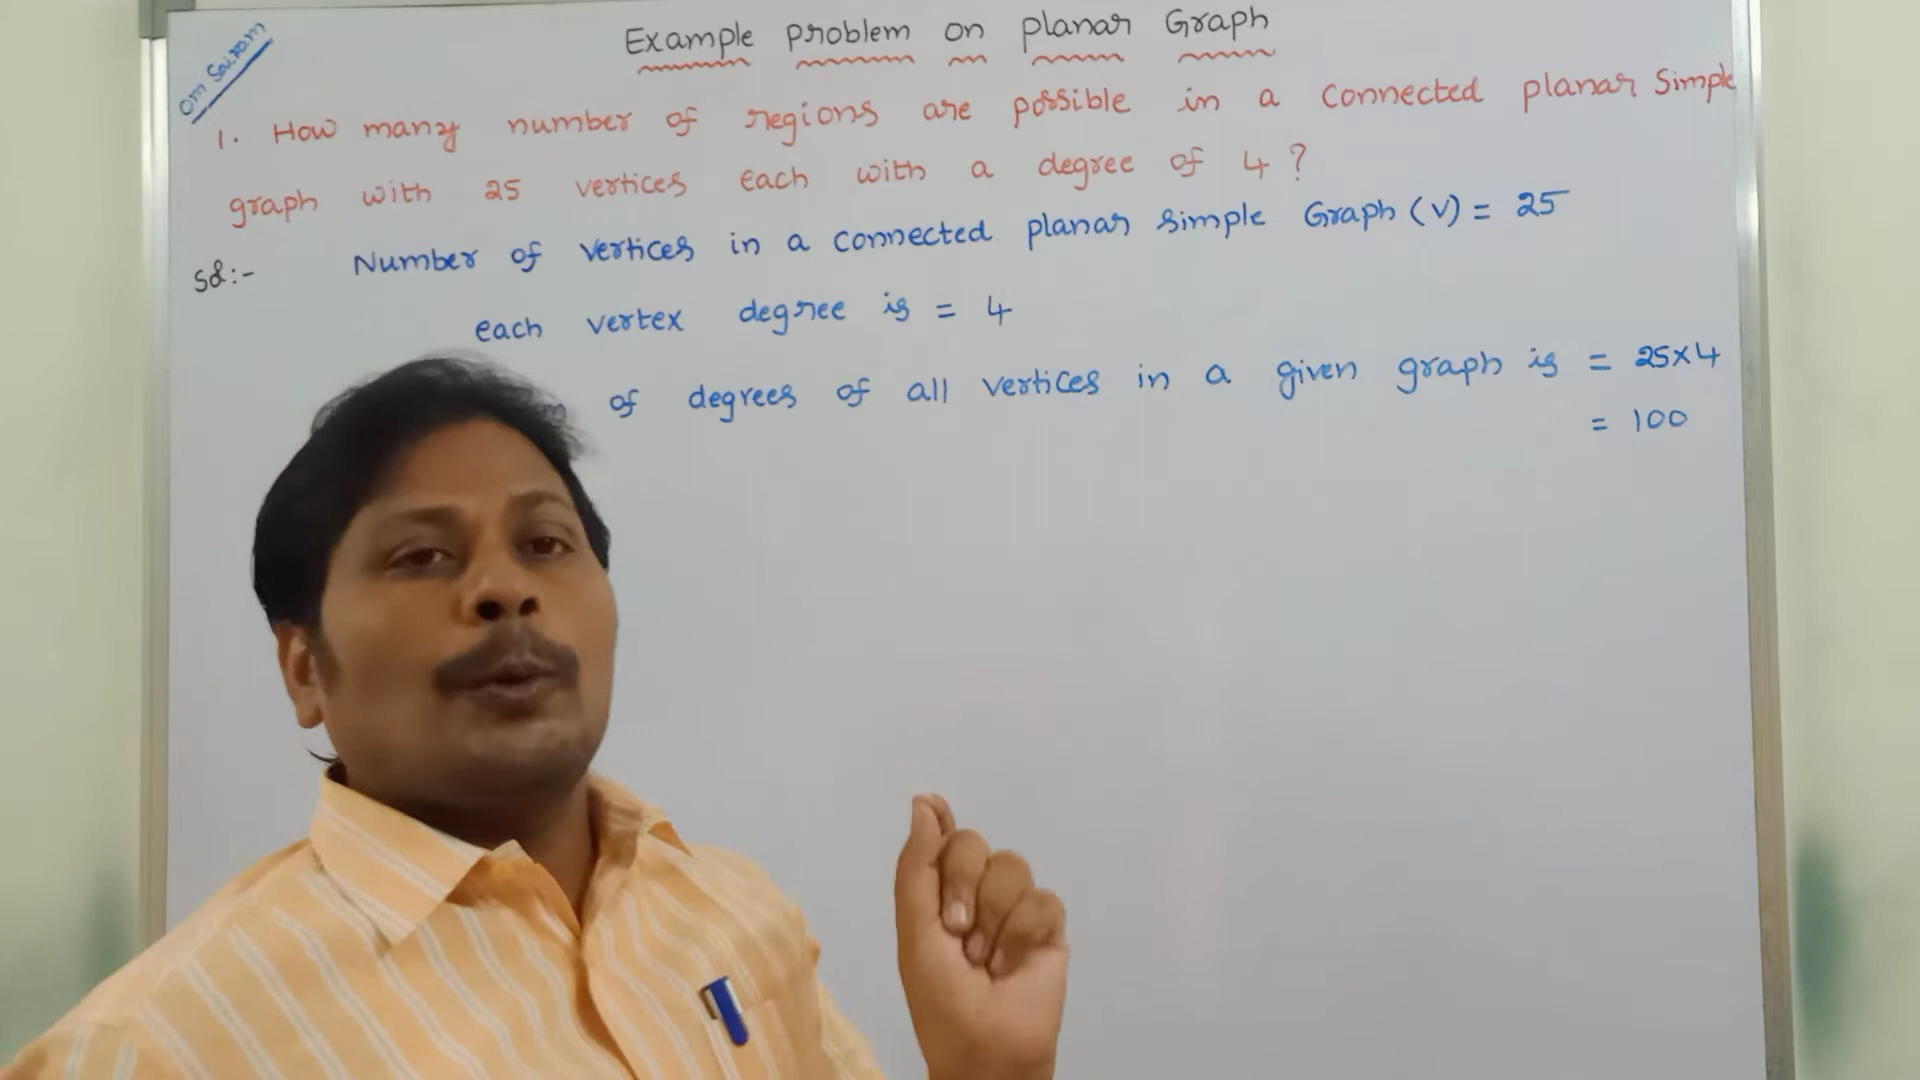 Om Sairam
Example problem on planar Graph
1. How many number of regions are possible in a connected planar Simple
graph with 25 vertices each with a degree of 4 ?
Sol:- Number of vertices in a connected planar simple Graph (V) = 25
each vertex degree is = 4
of degrees of all vertices in a given graph is = 25×4
= 100